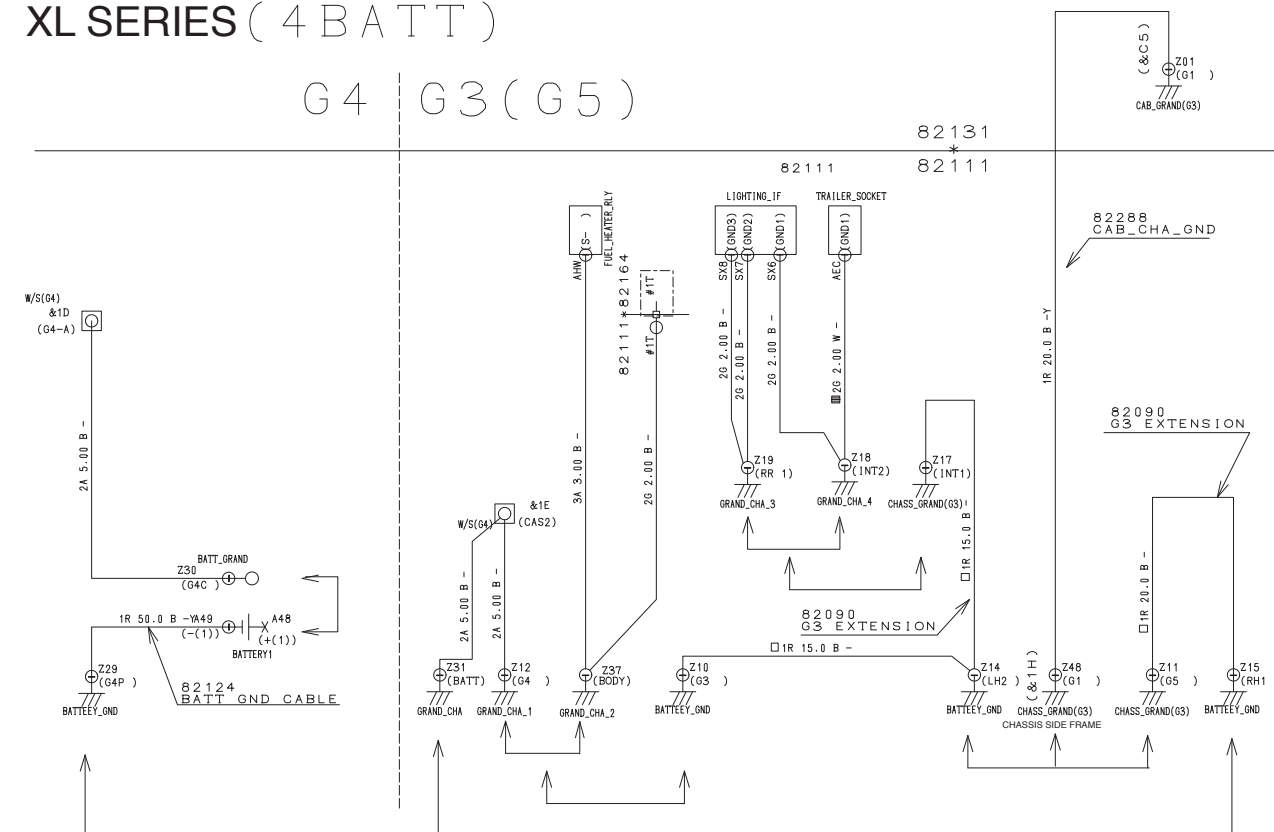 XL SERIES(4BATT)
G4
G3(G5)
(&C5)
Z01
(G1 )
CAB_GRAND(G3)
82131
*
82111
82111
FUEL_HEATER_RLY
(S- )
AHW
LIGHTING_IF
(GND3)
(GND2)
(GND1)
SX8
SX7
SX6
TRAILER_SOCKET
(GND1)
AEC
82288
CAB_CHA_GND
82111*82164
#1T
#1T
W/S(G4)
&1D
(G4-A)
2A 5.00 B -
3A 3.00 B -
2G 2.00 B -
2G 2.00 B -
2G 2.00 B -
2G 2.00 B -
2G 2.00 W -
1R 20.0 B -Y
82090
G3 EXTENSION
Z19
(RR 1)
GRAND_CHA_3
Z18
(INT2)
GRAND_CHA_4
Z17
(INT1)
CHASS_GRAND(G3)
□1R 15.0 B-
□1R 20.0 B -
W/S(G4)
&1E
(CAS2)
2A 5.00 B -
2A 5.00 B -
BATT_GRAND
Z30
(G4C )
1R 50.0 B -YA49
(-(1))
A48
(+(1))
BATTERY1
82090
G3 EXTENSION
□1R 15.0 B -
Z29
(G4P )
BATTEEY_GND
82124
BATT GND CABLE
Z31
(BATT)
GRAND_CHA
Z12
(G4 )
GRAND_CHA_1
Z37
(BODY)
GRAND_CHA_2
Z10
(G3 )
BATTEEY_GND
Z14
(LH2 )
BATTEEY_GND
(&1H)
Z48
(G1 )
CHASS_GRAND(G3)
CHASSIS SIDE FRAME
Z11
(G5 )
CHASS_GRAND(G3)
Z15
(RH1
BATTEEY_GND